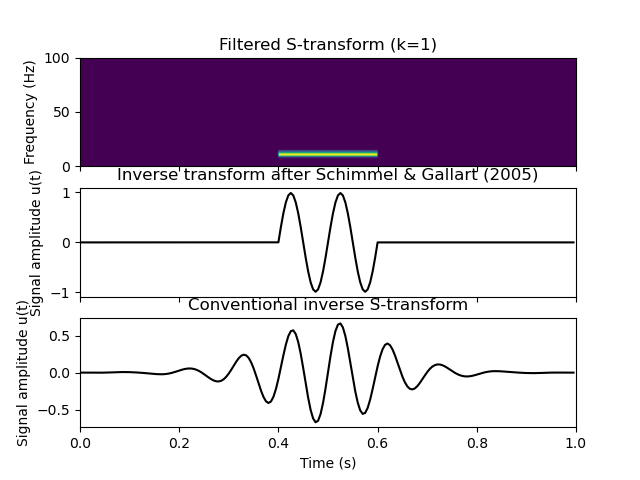 Filtered S-transform (k=1)
100
50
0
Frequency (Hz)
Inverse transform after Schimmel & Gallart (2005)
1
0
−1
Signal amplitude u(t)
Conventional inverse S-transform
0.5
0.0
−0.5
Signal amplitude u(t)
0.0 0.2 0.4 0.6 0.8 1.0
Time (s)